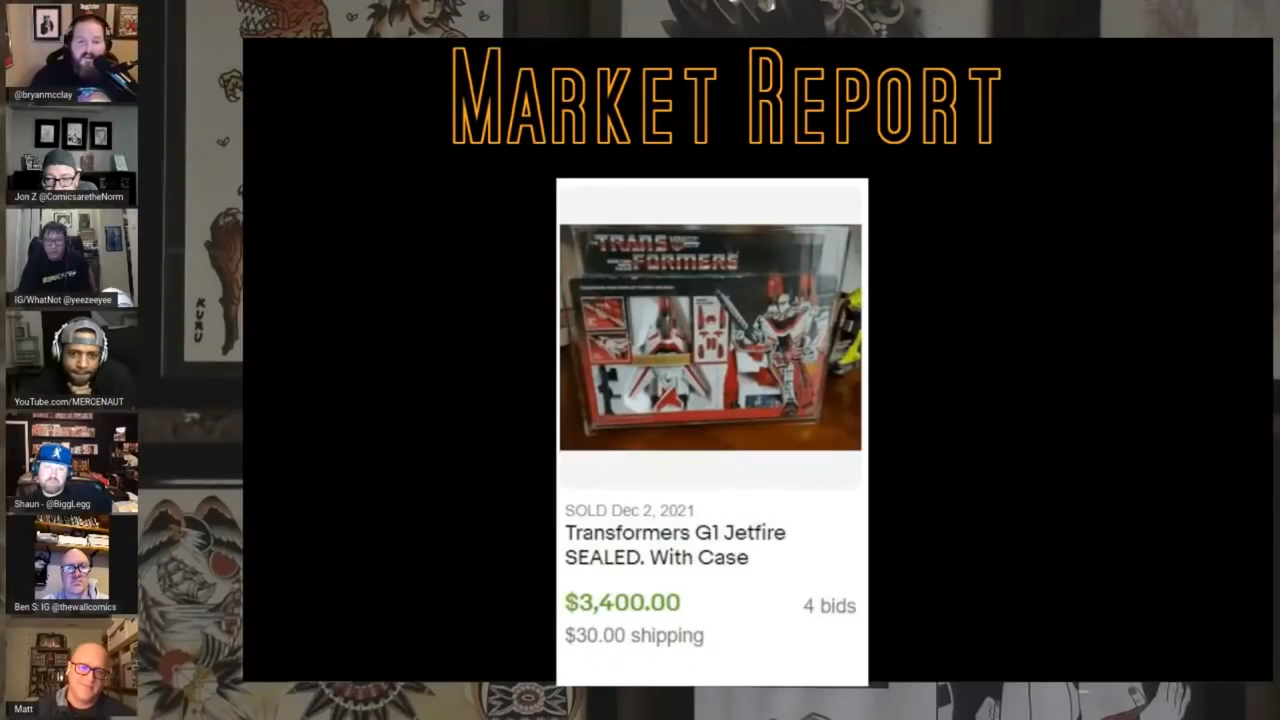 MARKET REPORT
@bryanmcclay
Jon Z @ComicsaretheNorm
IG/WhatNot @yeezeeyee
YouTube.com/MERCENAUT
Shaun - @BiggLegg
Ben S: IG @thewallcomics
Matt
KUMU
TRANS
FORMERS
SOLD Dec 2, 2021
Transformers G1 Jetfire
SEALED. With Case
$3,400.00
4 bids
$30.00 shipping